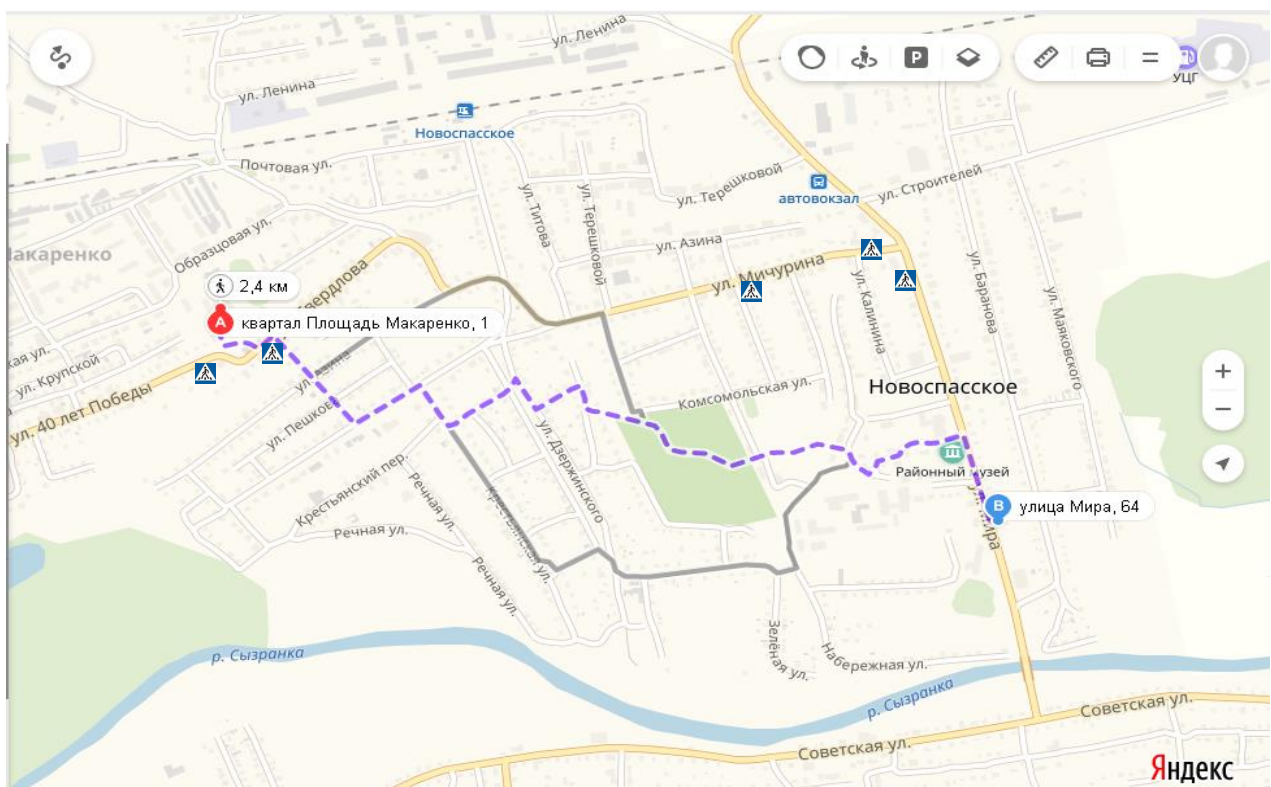 ул. Ленина
P
УЦГ
ул. Ленина
Новоспасское
Почтовая ул.
ул. Терешковой
ул. Строителей
автовокзал
ул. Титова
ул. Терешковой
Образцовая ул.
ул. Азина
ул. Мичурина
ул. Баранова
ул. Калинина
ул. Маяковского
2,4 км
A
квартал Площадь Макаренко, 1
ул. Крупской
ул. Пешкова
Комсомольская ул.
Новоспасское
ул. 40 лет Победы
ул. Дзержинского
Районный музей
Крестьянский пер.
Речная ул.
Крестьянская ул.
B
улица Мира, 64
Речная ул.
Речная ул.
Зелёная ул.
Набережная ул.
р. Сызранка
р. Сызранка
Советская ул.
Советская ул.
Яндекс